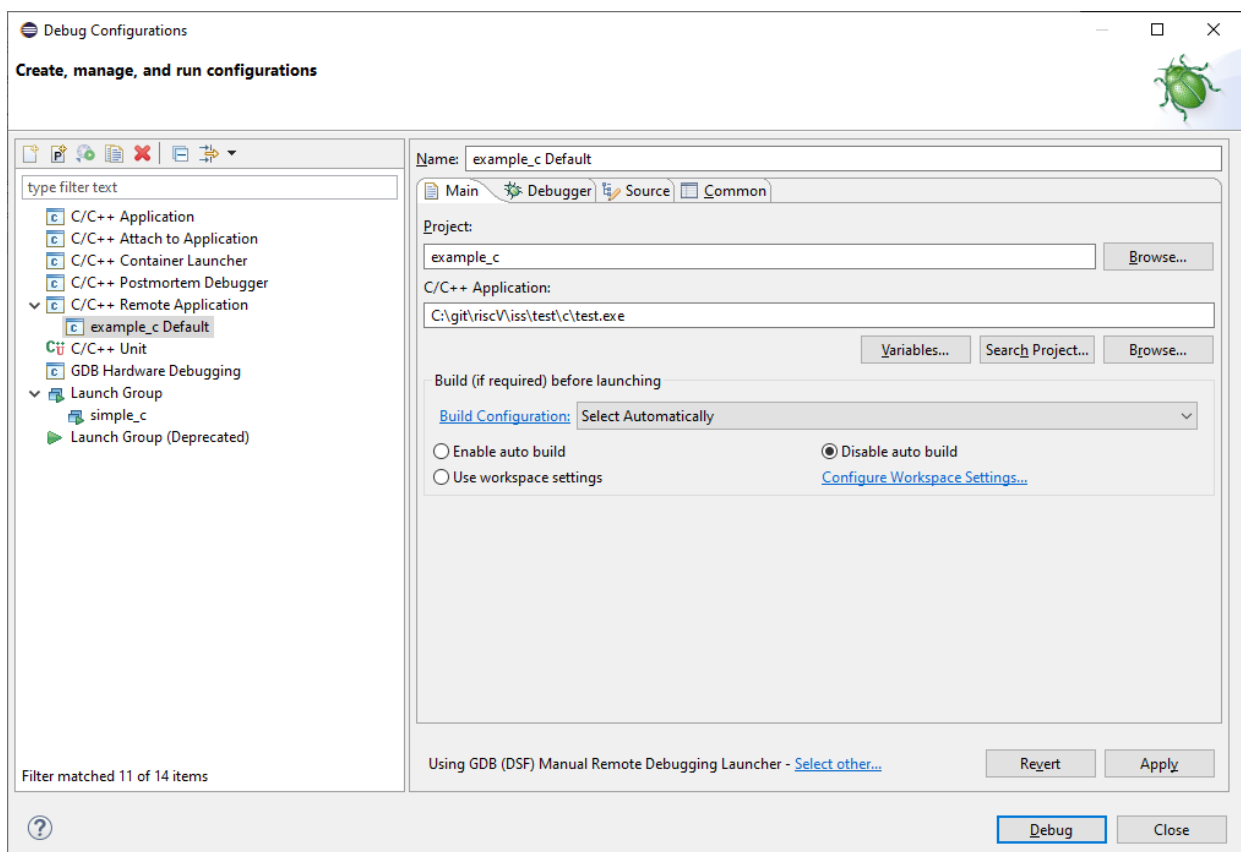 Debug Configurations
Create, manage, and run configurations
type filter text
C/C++ Application
C/C++ Attach to Application
C/C++ Container Launcher
C/C++ Postmortem Debugger
C/C++ Remote Application
example_c Default
C/C++ Unit
GDB Hardware Debugging
Launch Group
simple_c
Launch Group (Deprecated)
Filter matched 11 of 14 items
Name: example_c Default
Main Debugger Source Common
Project:
example_c Browse...
C/C++ Application:
C:\git\riscV\iss\test\c\test.exe
Variables... Search Project... Browse...
Build (if required) before launching
Build Configuration: Select Automatically
Enable auto build Disable auto build
Use workspace settings Configure Workspace Settings...
Using GDB (DSF) Manual Remote Debugging Launcher - Select other... Revert Apply
Debug Close